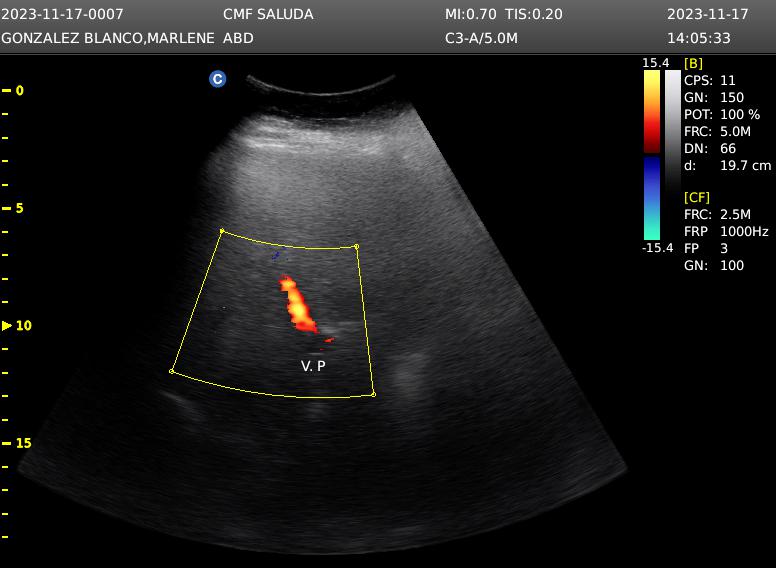 2023-11-17-0007 CMF SALUDA MI:0.70 TIS:0.20 2023-11-17
GONZALEZ BLANCO,MARLENE ABD C3-A/5.0M 14:05:33
C
15.4 [B]
CPS: 11
GN: 150
POT: 100 %
FRC: 5.0M
DN: 66
d: 19.7 cm
[CF]
FRC: 2.5M
FRP 1000Hz
-15.4 FP 3
GN: 100
0
5
10
15
V. P